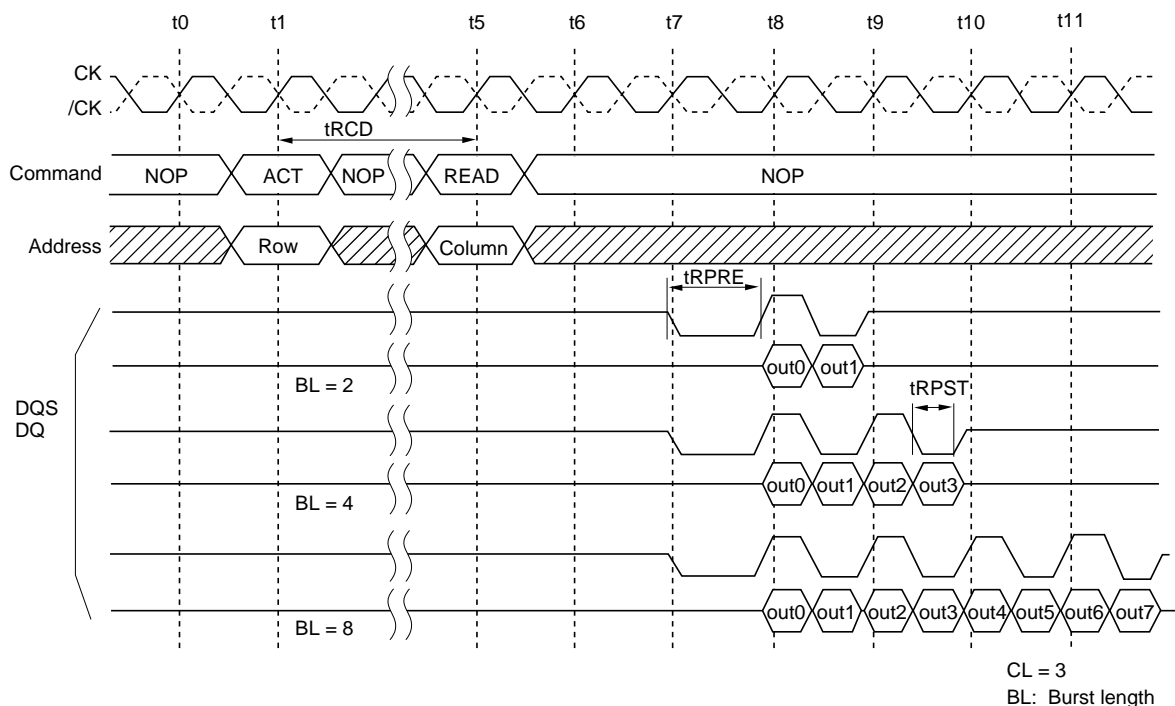 t0 t1 t5 t6 t7 t8 t9 t10 t11
CK
/CK
tRCD
Command NOP ACT NOP READ NOP
Address Row Column
tRPRE
out0 out1
BL = 2
tRPST
DQS
DQ
out0 out1 out2 out3
BL = 4
out0 out1 out2 out3 out4 out5 out6 out7
BL = 8
CL = 3
BL: Burst length